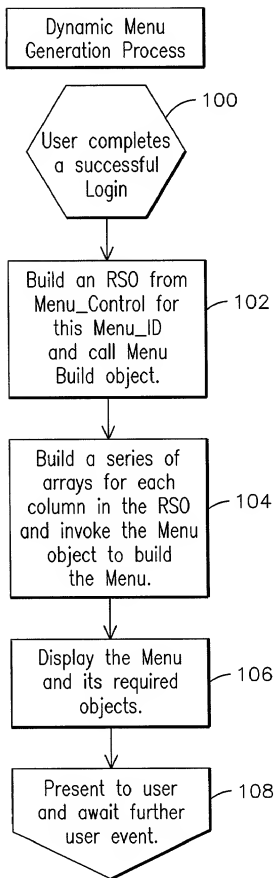 Dynamic Menu
Generation Process
100
User completes
a successful
Login
Build an RSO from
Menu_Control for
this Menu_ID
and call Menu
Build object.
102
Build a series of
arrays for each
column in the RSO
and invoke the Menu
object to build
the Menu.
104
Display the Menu
and its required
objects.
106
Present to user
and await further
user event.
108